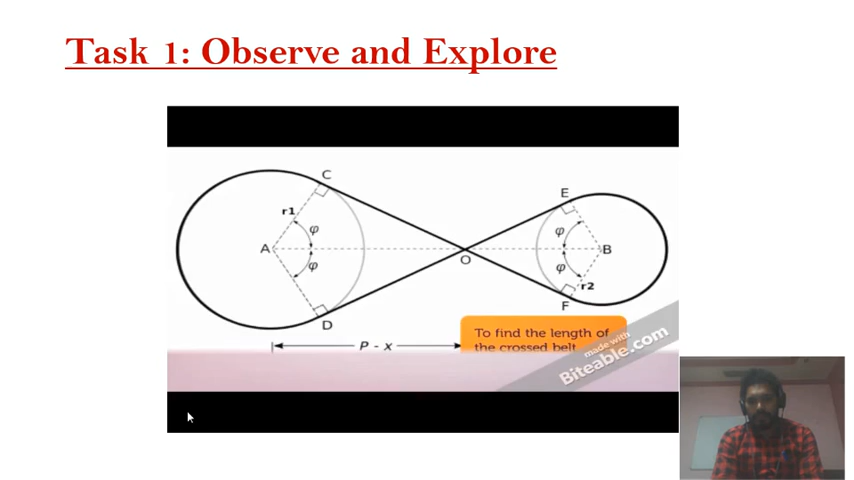 Task 1: Observe and Explore
C
E
r1
φ
φ
A
B
O
φ
φ
r2
D
F
P - x
To find the length of
the crossed belt
made with
Biteable.com